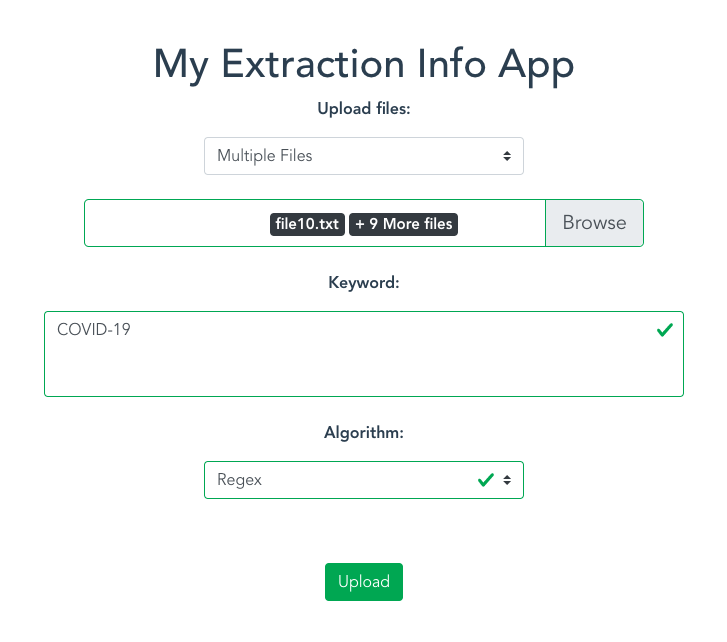 My Extraction Info App
Upload files:
Multiple Files
file10.txt + 9 More files Browse
Keyword:
COVID-19
Algorithm:
Regex
Upload